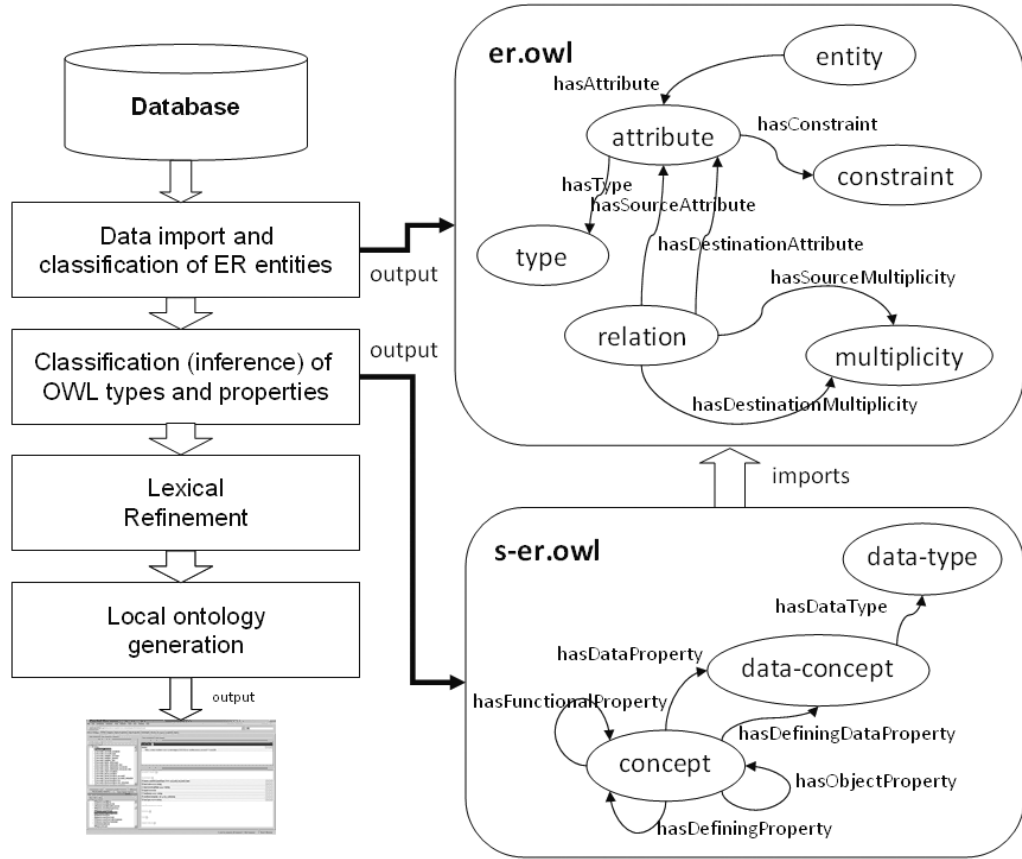 Database
Data import and
classification of ER entities
output
Classification (inference) of
OWL types and properties
output
Lexical
Refinement
Local ontology
generation
output
er.owl
entity
hasAttribute
attribute
hasConstraint
constraint
hasType
hasSourceAttribute
type
hasDestinationAttribute
hasSourceMultiplicity
relation
multiplicity
hasDestinationMultiplicity
imports
s-er.owl
data-type
hasDataType
hasDataProperty
data-concept
hasFunctionalProperty
hasDefiningDataProperty
concept
hasObjectProperty
hasDefiningProperty